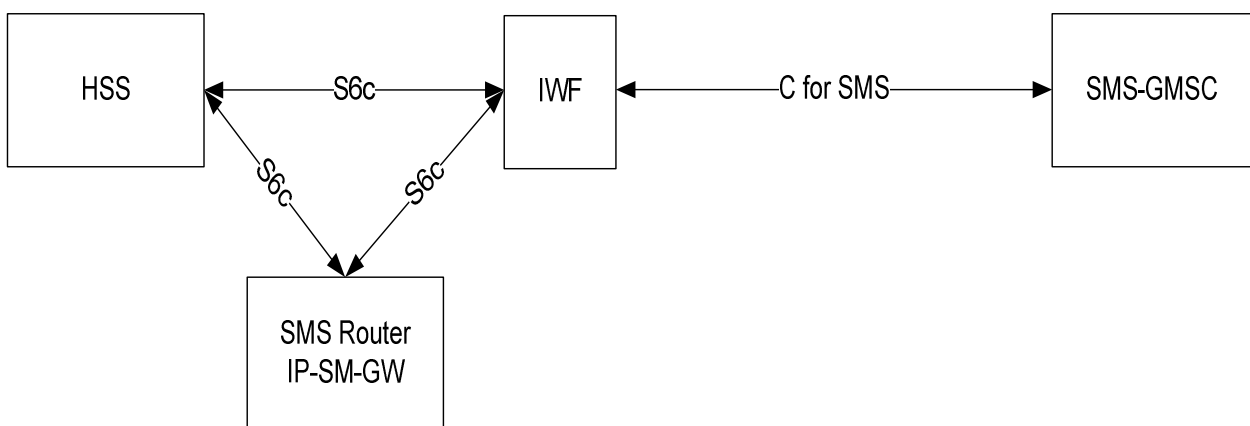 HSS
S6c
IWF
C for SMS
SMS-GMSC
S6c
S6c
SMS Router
IP-SM-GW